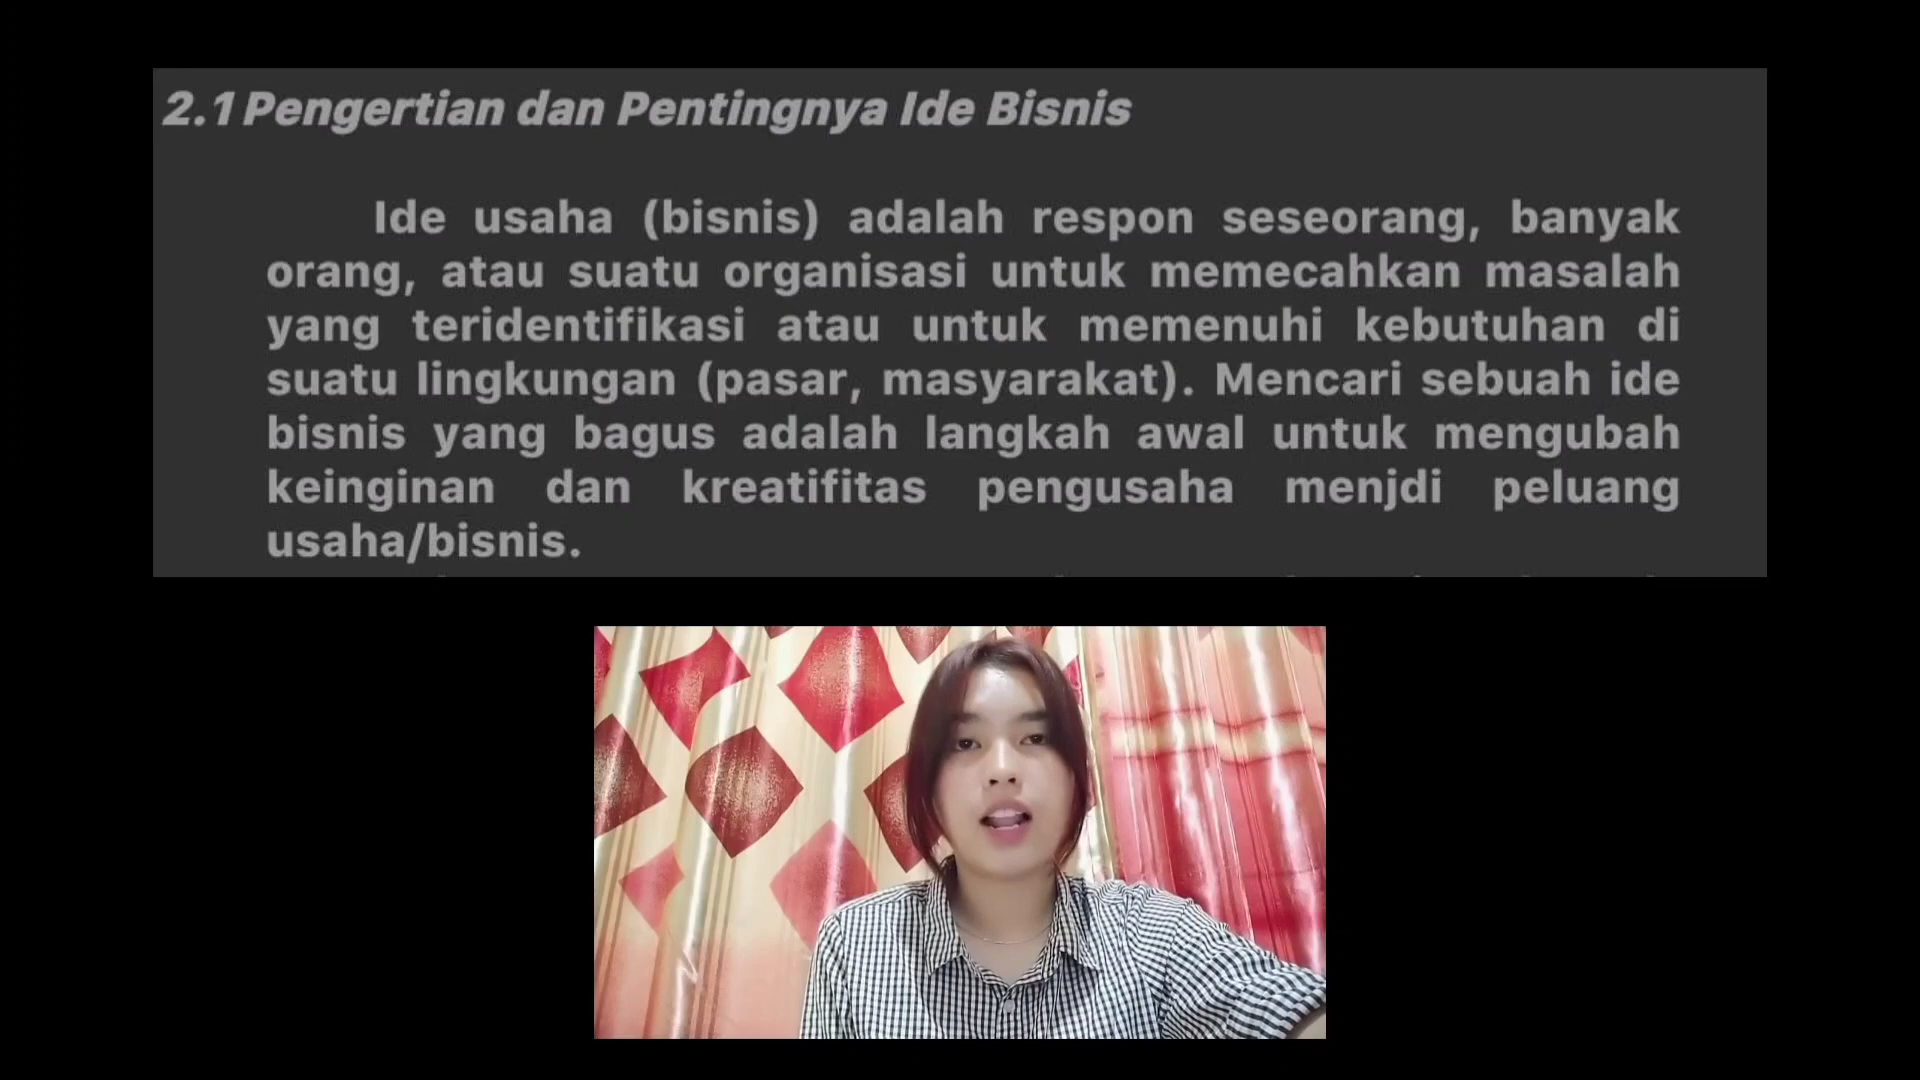 2.1 Pengertian dan Pentingnya Ide Bisnis
Ide usaha (bisnis) adalah respon seseorang, banyak
orang, atau suatu organisasi untuk memecahkan masalah
yang teridentifikasi atau untuk memenuhi kebutuhan di
suatu lingkungan (pasar, masyarakat). Mencari sebuah ide
bisnis yang bagus adalah langkah awal untuk mengubah
keinginan dan kreatifitas pengusaha menjdi peluang
usaha/bisnis.